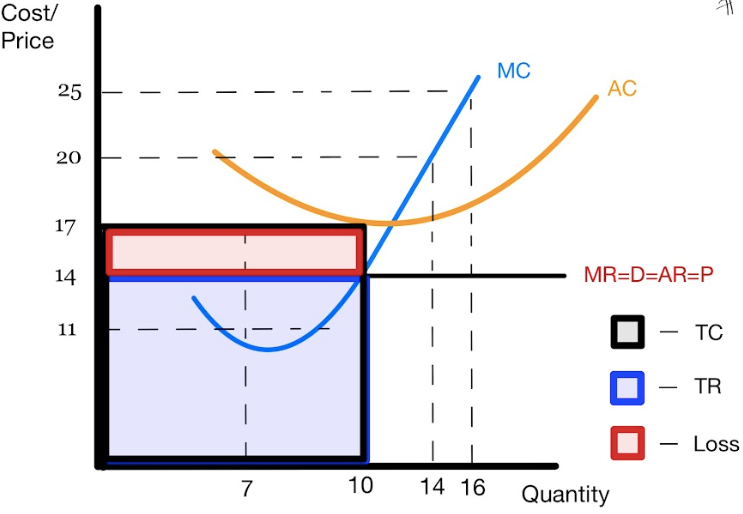 Cost/
Price
MC
25
AC
20
17
14
MR=D=AR=P
11
— TC
— TR
— Loss
7
10
14
16
Quantity